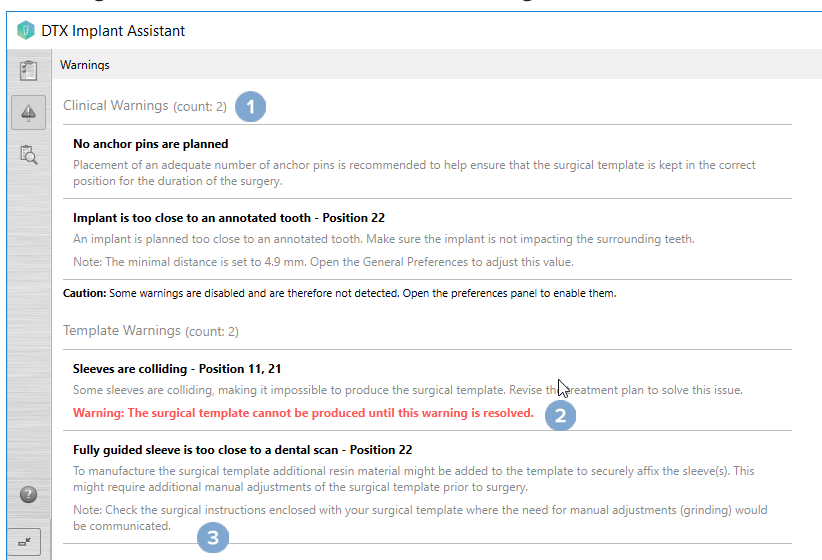 DTX Implant Assistant
Warnings
Clinical Warnings (count: 2) 1
No anchor pins are planned
Placement of an adequate number of anchor pins is recommended to help ensure that the surgical template is kept in the correct
position for the duration of the surgery.
Implant is too close to an annotated tooth - Position 22
An implant is planned too close to an annotated tooth. Make sure the implant is not impacting the surrounding teeth.
Note: The minimal distance is set to 4.9 mm. Open the General Preferences to adjust this value.
Caution: Some warnings are disabled and are therefore not detected. Open the preferences panel to enable them.
Template Warnings (count: 2)
Sleeves are colliding - Position 11, 21
Some sleeves are colliding, making it impossible to produce the surgical template. Revise the treatment plan to solve this issue.
Warning: The surgical template cannot be produced until this warning is resolved. 2
Fully guided sleeve is too close to a dental scan - Position 22
To manufacture the surgical template additional resin material might be added to the template to securely affix the sleeve(s). This
might require additional manual adjustments of the surgical template prior to surgery.
Note: Check the surgical instructions enclosed with your surgical template where the need for manual adjustments (grinding) would
be communicated.
3